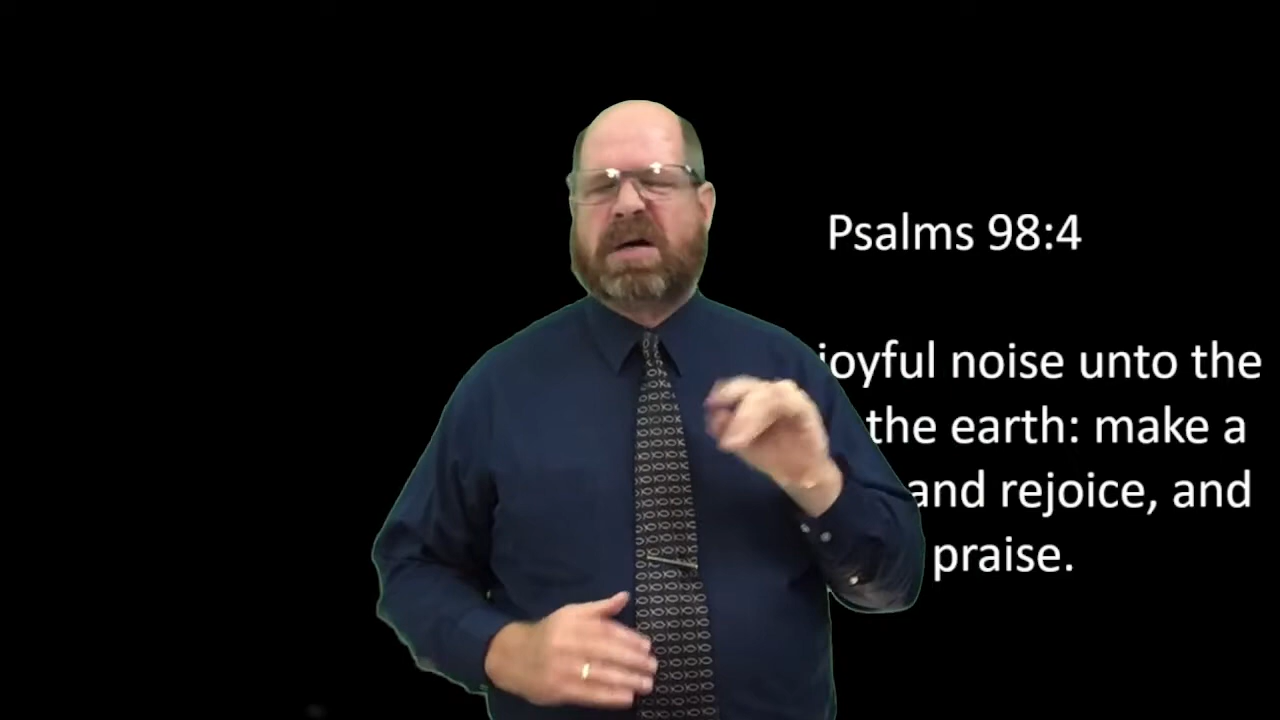 Psalms 98:4
joyful noise unto the
the earth: make a
and rejoice, and
praise.